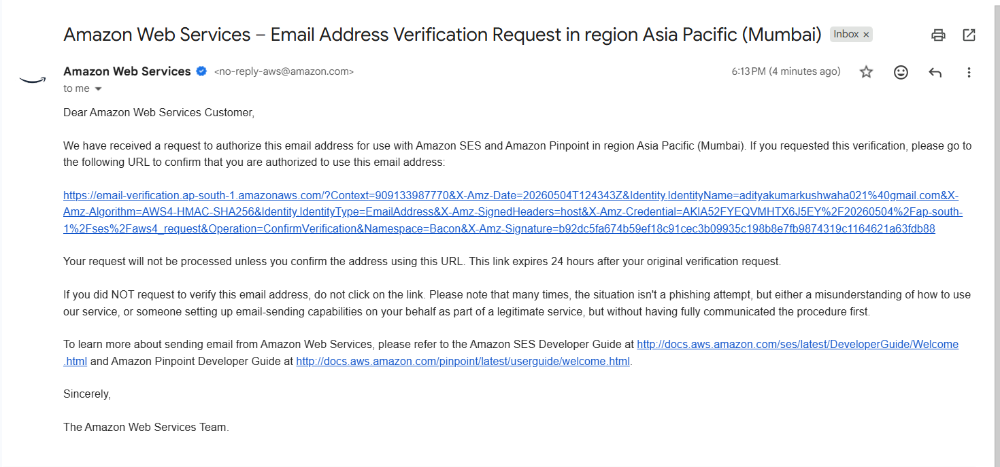 Amazon Web Services – Email Address Verification Request in region Asia Pacific (Mumbai) Inbox ×
Amazon Web Services <no-reply-aws@amazon.com> 6:13 PM (4 minutes ago)
to me
Dear Amazon Web Services Customer,
We have received a request to authorize this email address for use with Amazon SES and Amazon Pinpoint in region Asia Pacific (Mumbai). If you requested this verification, please go to
the following URL to confirm that you are authorized to use this email address:
https://email-verification.ap-south-1.amazonaws.com/?Context=909133987770&X-Amz-Date=20260504T124343Z&Identity.IdentityName=adityakumarkushwaha021%40gmail.com&X-
Amz-Algorithm=AWS4-HMAC-SHA256&Identity.IdentityType=EmailAddress&X-Amz-SignedHeaders=host&X-Amz-Credential=AKIA52FYEQVMHTX6J5EY%2F20260504%2Fap-south-
1%2Fses%2Faws4_request&Operation=ConfirmVerification&Namespace=Bacon&X-Amz-Signature=b92dc5fa674b59ef18c91cec3b09935c198b8e7fb9874319c1164621a63fdb88
Your request will not be processed unless you confirm the address using this URL. This link expires 24 hours after your original verification request.
If you did NOT request to verify this email address, do not click on the link. Please note that many times, the situation isn't a phishing attempt, but either a misunderstanding of how to use
our service, or someone setting up email-sending capabilities on your behalf as part of a legitimate service, but without having fully communicated the procedure first.
To learn more about sending email from Amazon Web Services, please refer to the Amazon SES Developer Guide at http://docs.aws.amazon.com/ses/latest/DeveloperGuide/Welcome
.html and Amazon Pinpoint Developer Guide at http://docs.aws.amazon.com/pinpoint/latest/userguide/welcome.html.
Sincerely,
The Amazon Web Services Team.